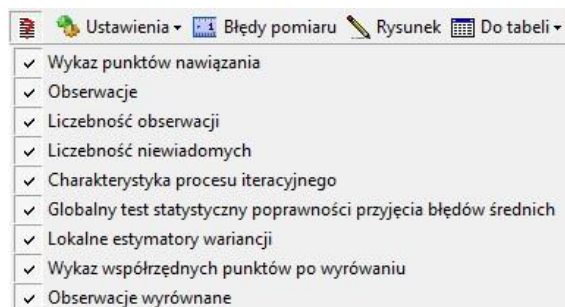 Ustawienia Błędy pomiaru Rysunek Do tabeli
Wykaz punktów nawiązania
Obserwacje
Liczebność obserwacji
Liczebność niewiadomych
Charakterystyka procesu iteracyjnego
Globalny test statystyczny poprawności przyjęcia błędów średnich
Lokalne estymatory wariancji
Wykaz współrzędnych punktów po wyrówaniu
Obserwacje wyrównane